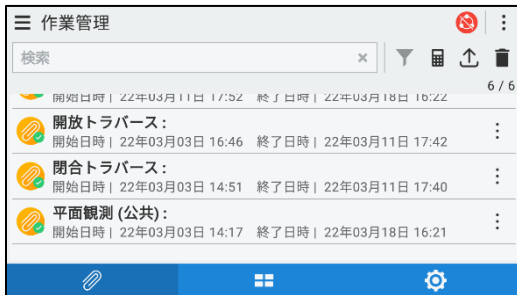 作業管理
検索
6 / 6
開始日時 | 22年03月11日 17:52 終了日時 | 22年03月18日 16:22
開放トラバース :
開始日時 | 22年03月03日 16:46 終了日時 | 22年03月11日 17:42
閉合トラバース :
開始日時 | 22年03月03日 14:51 終了日時 | 22年03月11日 17:40
平面観測 (公共) :
開始日時 | 22年03月03日 14:17 終了日時 | 22年03月18日 16:21